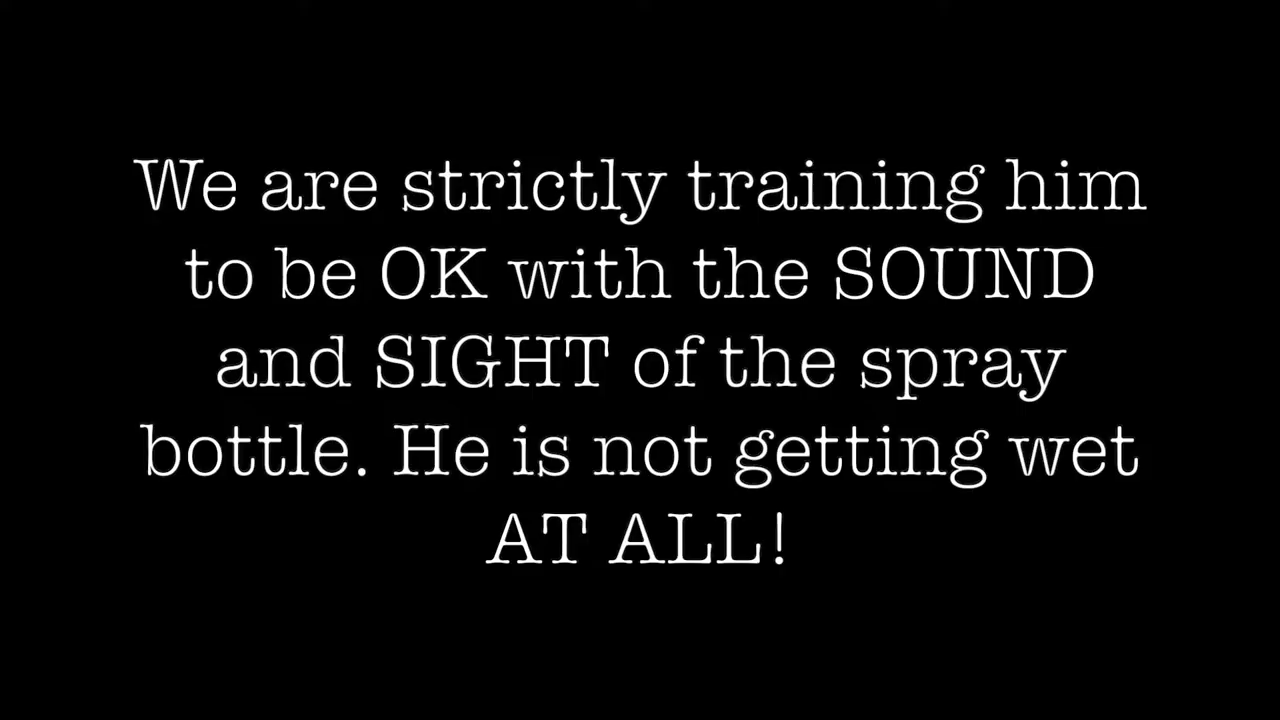 We are strictly training him
to be OK with the SOUND
and SIGHT of the spray
bottle. He is not getting wet
AT ALL!